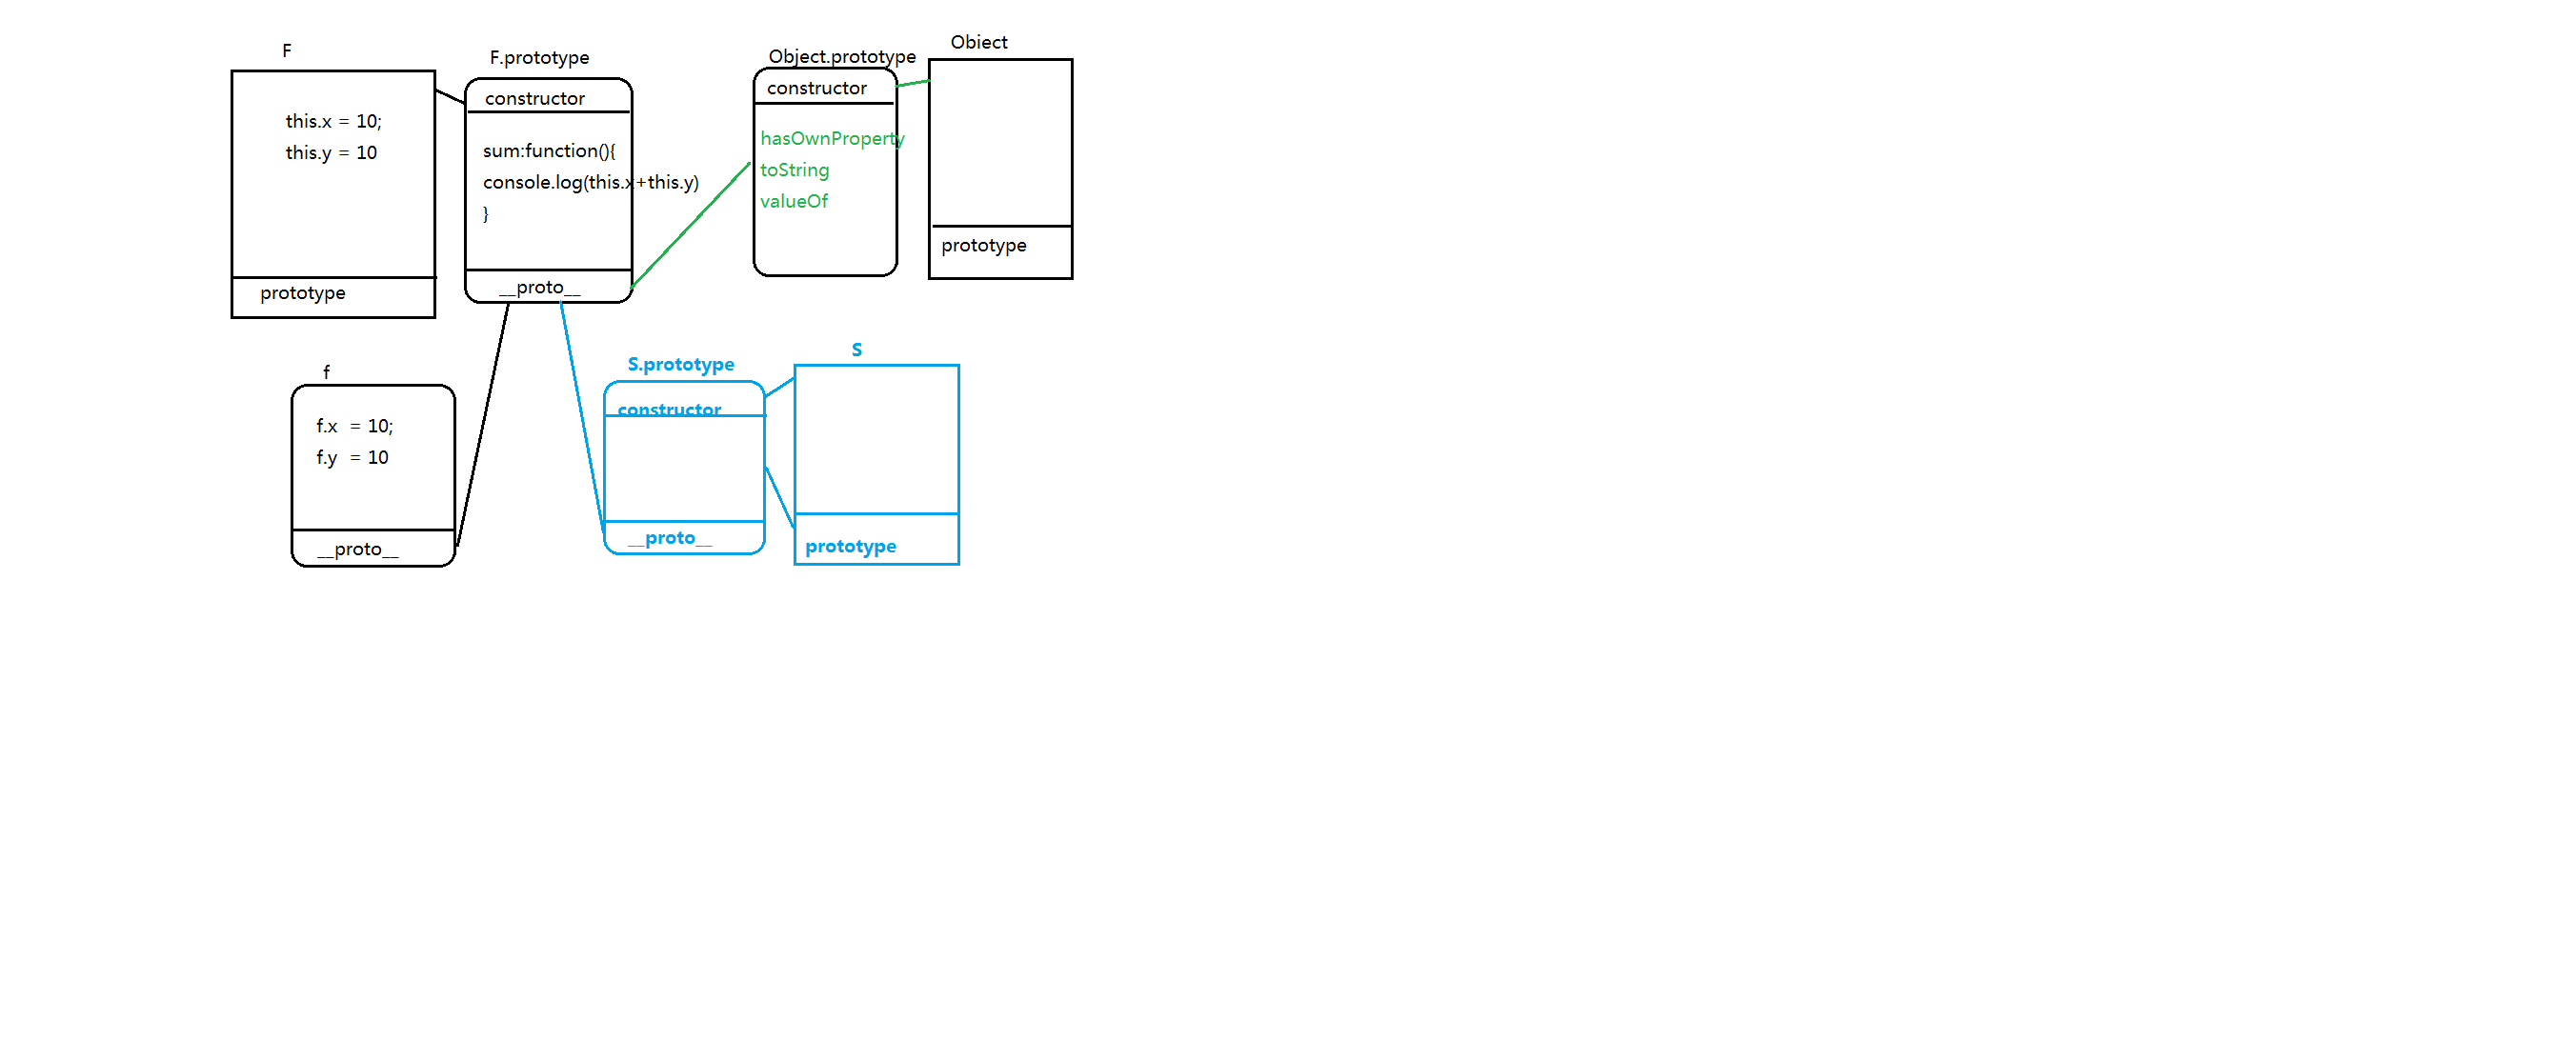 F
this.x = 10;
this.y = 10
prototype
F.prototype
constructor
sum:function(){
console.log(this.x+this.y)
}
__proto__
Object.prototype
constructor
hasOwnProperty
toString
valueOf
Obiect
prototype
f
f.x = 10;
f.y = 10
__proto__
S.prototype
constructor
__proto__
S
prototype